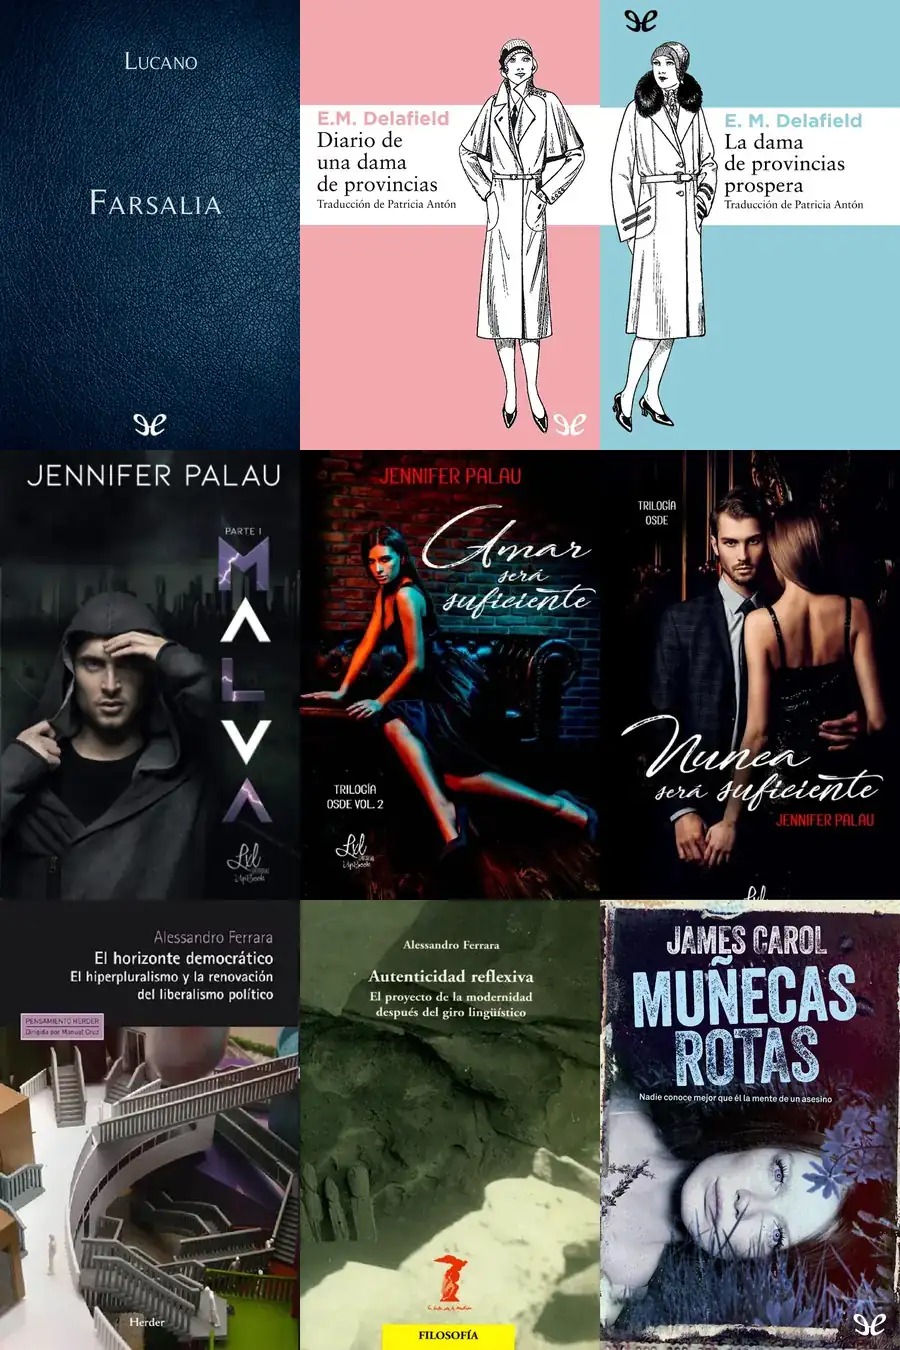 LUCANO
FARSALIA
E.M. Delafield
Diario de
una dama
de provincias
Traducción de Patricia Antón
E. M. Delafield
La dama
de provincias
prospera
Traducción de Patricia Antón
JENNIFER PALAU
PARTE I
MALVA
LxL
JENNIFER PALAU
Amar
será
suficiente
TRILOGÍA
OSDE VOL. 2
LxL
TRILOGÍA
OSDE
Nunca
será suficiente
JENNIFER PALAU
LxL
Alessandro Ferrara
El horizonte democrático
El hiperpluralismo y la renovación
del liberalismo político
PENSAMIENTO HERDER
Dirigida por Manuel Cruz
Herder
Alessandro Ferrara
Autenticidad reflexiva
El proyecto de la modernidad
después del giro lingüístico
FILOSOFÍA
JAMES CAROL
MUÑECAS
ROTAS
Nadie conoce mejor que él la mente de un asesino